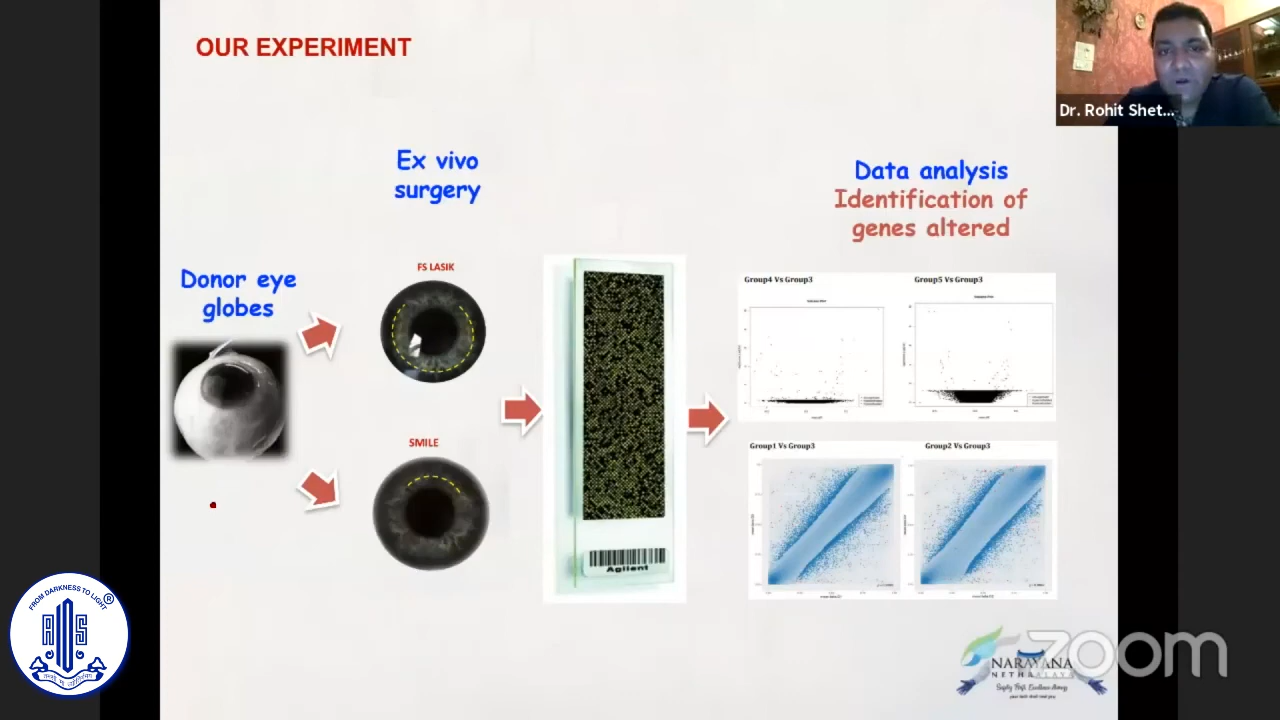 OUR EXPERIMENT
Dr. Rohit Shet...
Ex vivo
surgery
Data analysis
Identification of
genes altered
Donor eye
globes
FS LASIK
SMILE
Agilent
Group4 Vs Group3
Group5 Vs Group3
Group1 Vs Group3
Group2 Vs Group3
FROM DARKNESS TO LIGHT
®
AIOS
NARAYANA
NETHRALAYA
zoom